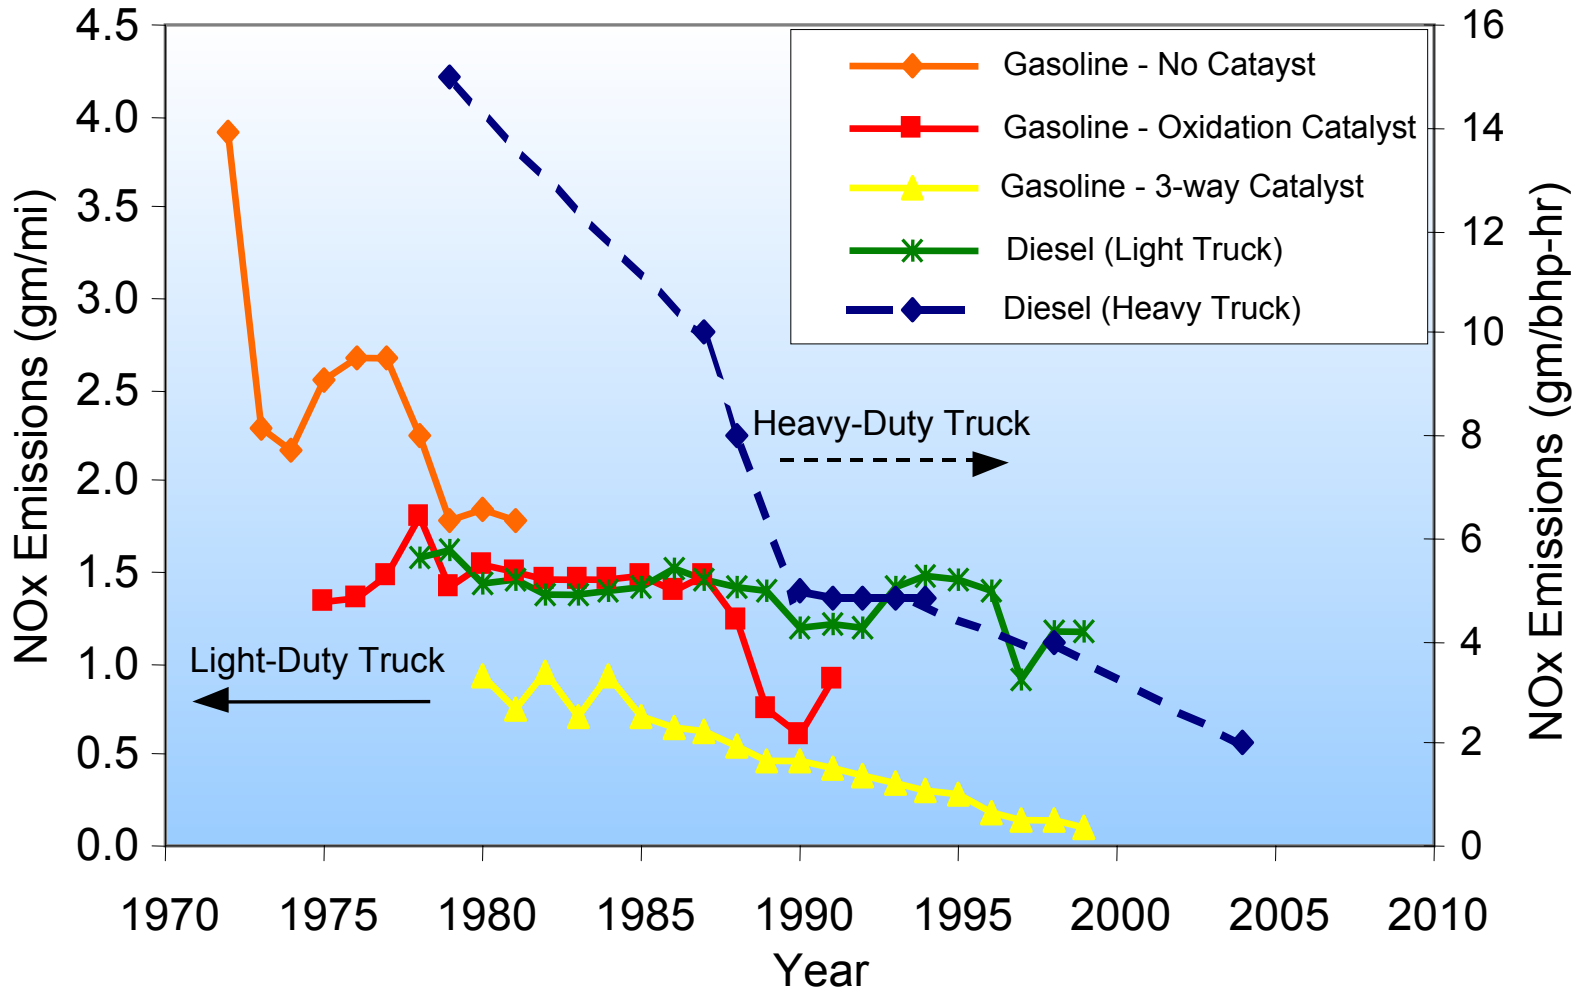 4.5
4.0
3.5
3.0
2.5
2.0
1.5
1.0
0.5
0.0
NOx Emissions (gm/mi)
16
14
12
10
8
6
4
2
0
NOx Emissions (gm/bhp-hr)
Gasoline - No Catayst
Gasoline - Oxidation Catalyst
Gasoline - 3-way Catalyst
Diesel (Light Truck)
Diesel (Heavy Truck)
Heavy-Duty Truck
Light-Duty Truck
1970 1975 1980 1985 1990 1995 2000 2005 2010
Year